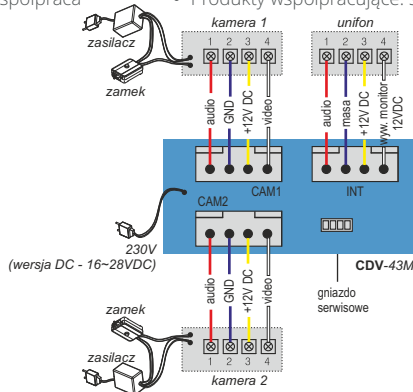 spółpraca
• Produkty współpracujące: 
kamera 1
unifon
zasilacz
1 2 3 4
1 2 3 4
zamek
audio
GND
+12V DC
video
audio
masa
+12V DC
wyw. monitor
12VDC
CAM1
INT
CAM2
230V
(wersja DC - 16~28VDC)
CDV-43M
audio
GND
+12V DC
video
gniazdo
serwisowe
zamek
zasilacz
1 2 3 4
kamera 2